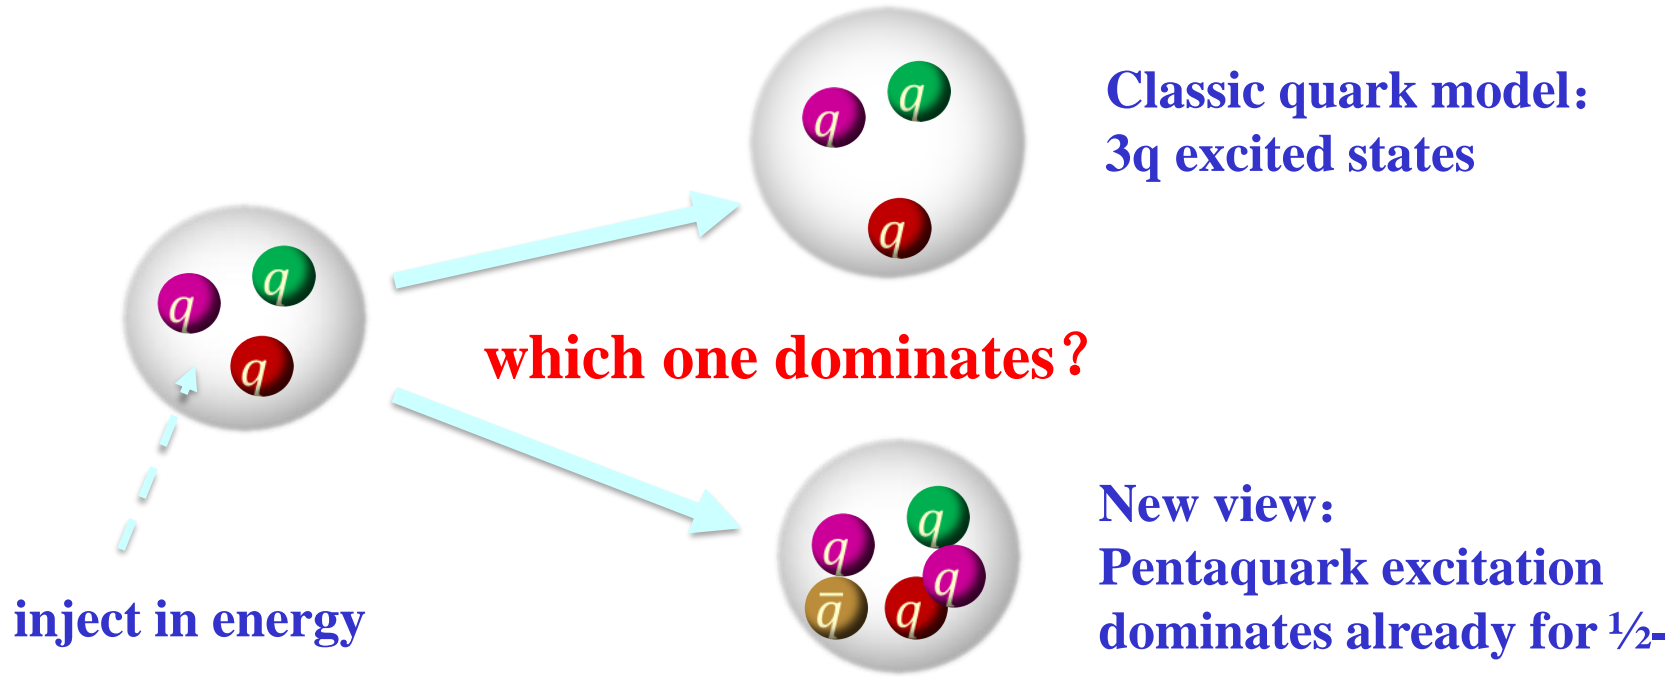 q
q
q
Classic quark model：
3q excited states
q
q
q
which one dominates？
q
q
q
q̅
q
New view：
Pentaquark excitation
dominates already for ½-
inject in energy